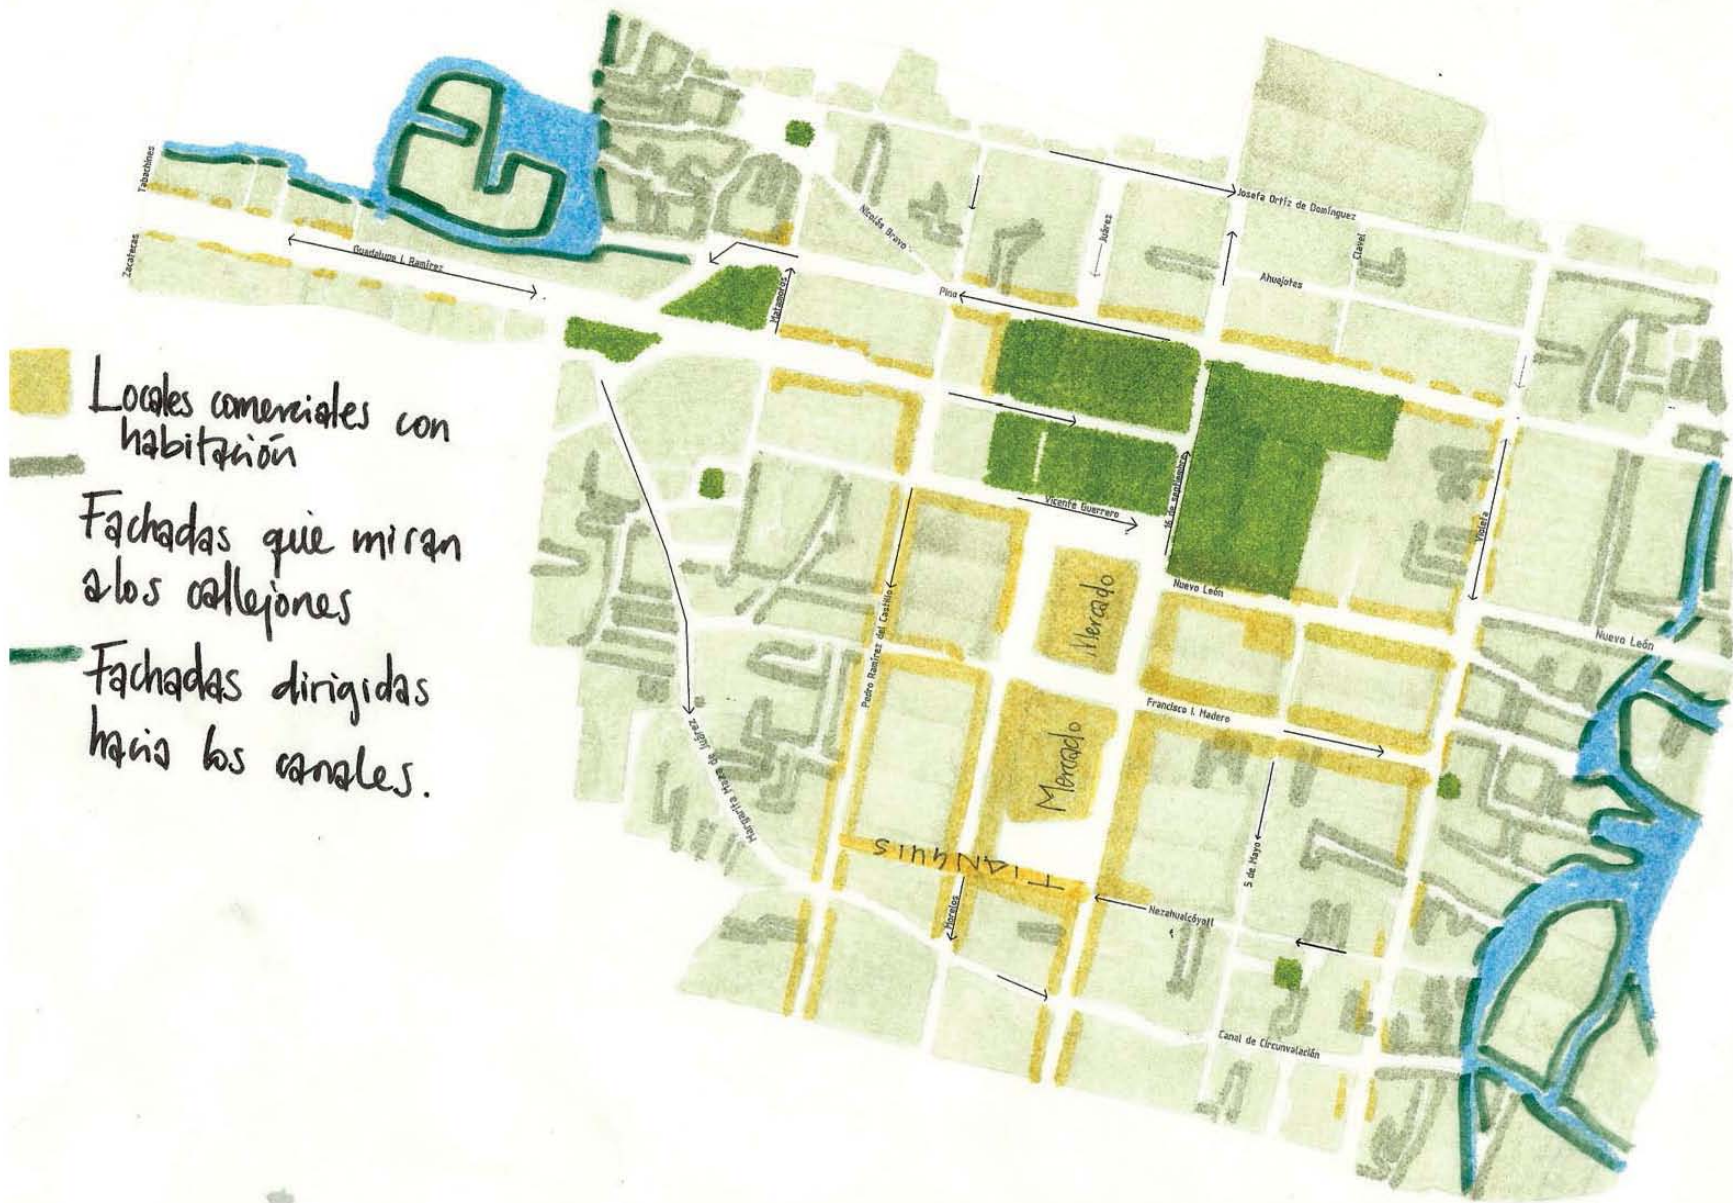 Locales comerciales con
habitación
Fachadas que miran
a los callejones
Fachadas dirigidas
hacia los canales.
Tabachines
Zacatecas
Guadalupe I. Ramírez
Matamoros
Nicolás Bravo
Pino
Juárez
Josefa Ortiz de Domínguez
Clavel
Ahuejotes
Vicente Guerrero
16 de septiembre
Violeta
Nuevo León
Nuevo León
Mercado
Pedro Ramírez del Castillo
Francisco I. Madero
Mercado
Margarita Maza de Juárez
TIANGUIS
5 de Mayo
Morelos
Nezahualcóyotl
Canal de Circunvalación